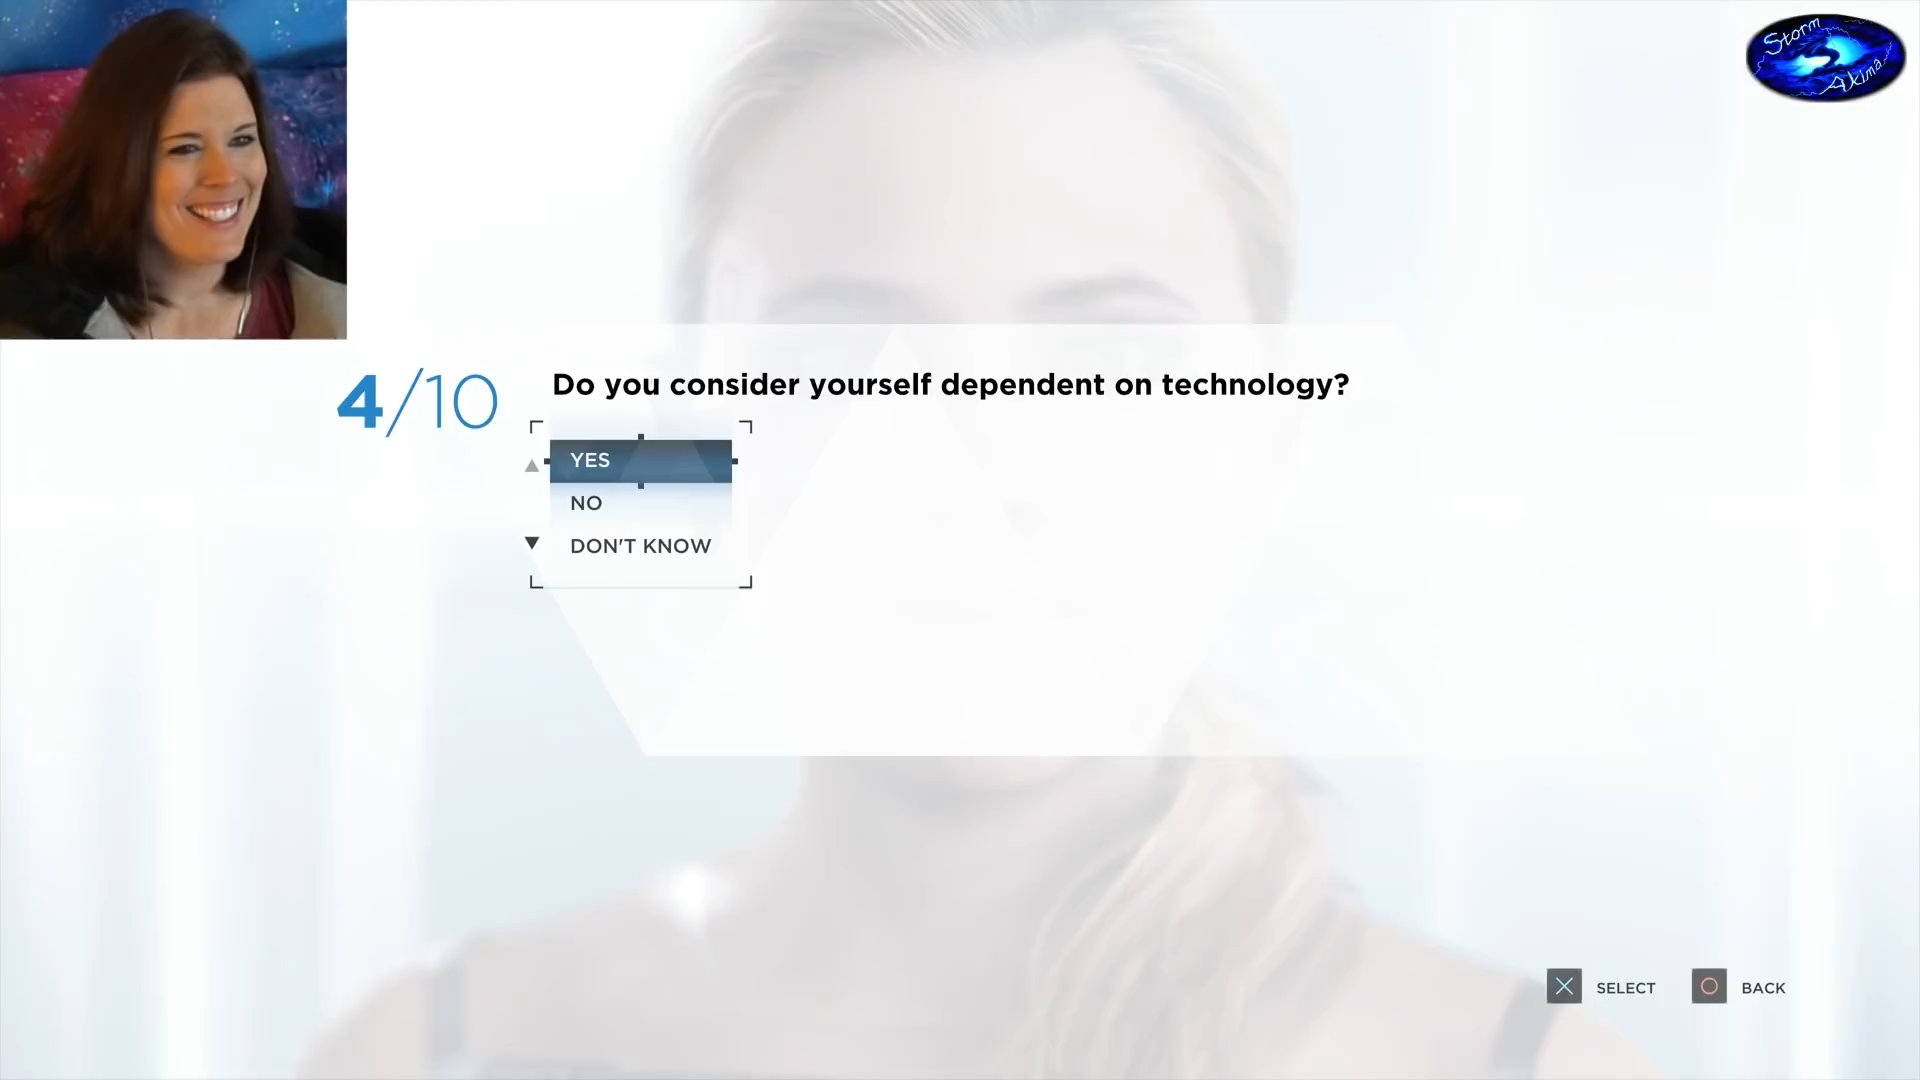 Storm
Akima
4/10
Do you consider yourself dependent on technology?
YES
NO
DON'T KNOW
SELECT
BACK